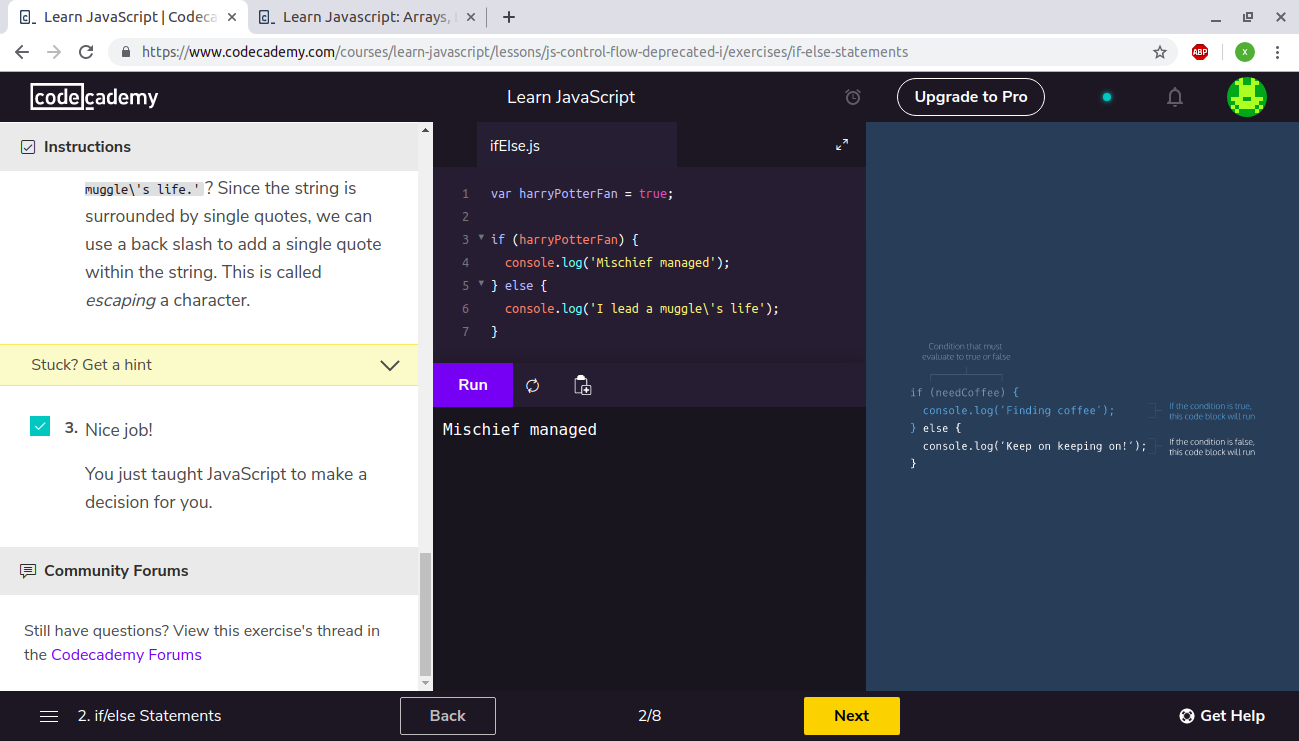 Learn JavaScript | Codeca
Learn Javascript: Arrays,
https://www.codecademy.com/courses/learn-javascript/lessons/js-control-flow-deprecated-i/exercises/if-else-statements
ABP
X
codecademy
Learn JavaScript
Upgrade to Pro
Instructions
muggle\'s life.'? Since the string is
surrounded by single quotes, we can
use a back slash to add a single quote
within the string. This is called
escaping a character.
Stuck? Get a hint
3. Nice job!
You just taught JavaScript to make a
decision for you.
Community Forums
Still have questions? View this exercise's thread in
the Codecademy Forums
ifElse.js
1 var harryPotterFan = true;
2
3 if (harryPotterFan) {
4 console.log('Mischief managed');
5 } else {
6 console.log('I lead a muggle\'s life');
7 }
Run
Mischief managed
Condition that must
evaluate to true or false
if (needCoffee) {
console.log('Finding coffee');
} else {
console.log('Keep on keeping on!');
}
If the condition is true,
this code block will run
If the condition is false,
this code block will run
2. if/else Statements
Back
2/8
Next
Get Help